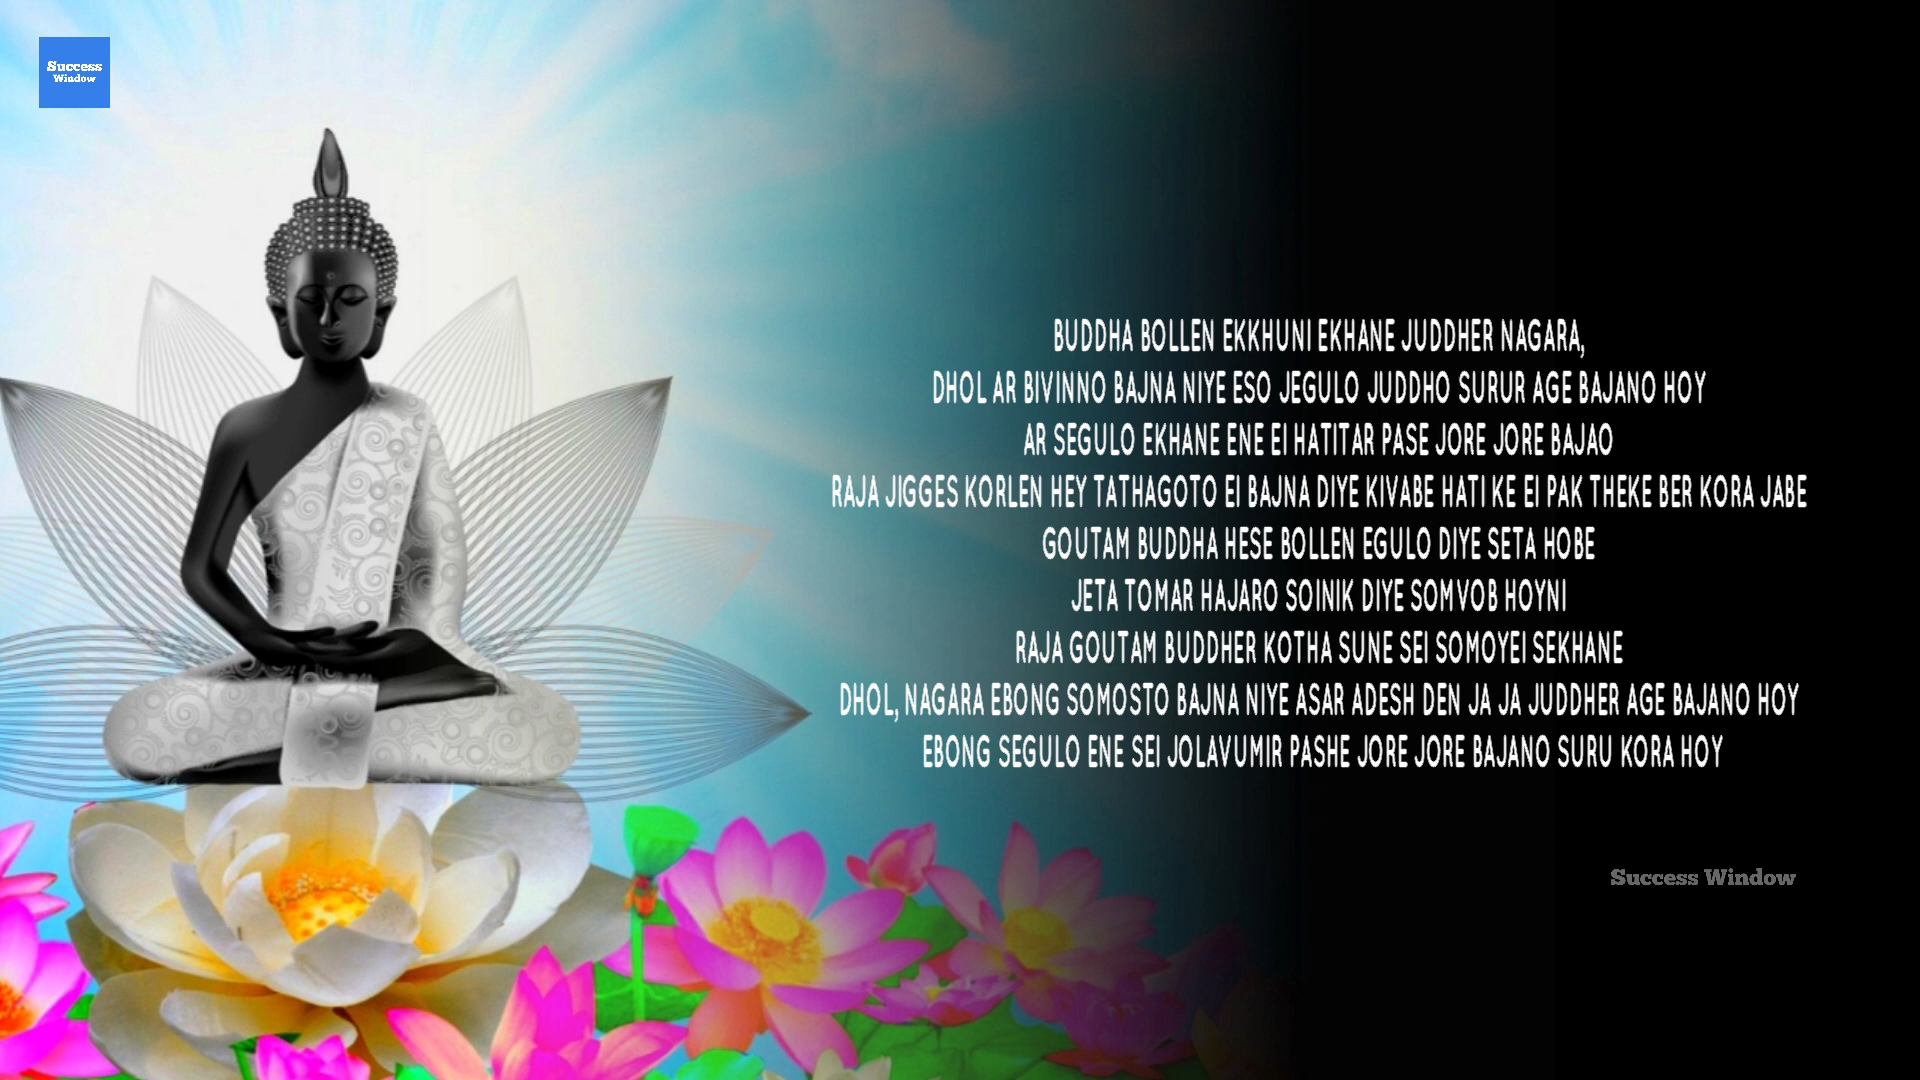 Success
Window
BUDDHA BOLLEN EKKHUNI EKHANE JUDDHER NAGARA,
DHOL AR BIVINNO BAJNA NIYE ESO JEGULO JUDDHO SURUR AGE BAJANO HOY
AR SEGULO EKHANE ENE EI HATITAR PASE JORE JORE BAJAO
RAJA JIGGES KORLEN HEY TATHAGOTO EI BAJNA DIYE KIVABE HATI KE EI PAK THEKE BER KORA JABE
GOUTAM BUDDHA HESE BOLLEN EGULO DIYE SETA HOBE
JETA TOMAR HAJARO SOINIK DIYE SOMVOB HOYNI
RAJA GOUTAM BUDDHER KOTHA SUNE SEI SOMOYEI SEKHANE
DHOL, NAGARA EBONG SOMOSTO BAJNA NIYE ASAR ADESH DEN JA JA JUDDHER AGE BAJANO HOY
EBONG SEGULO ENE SEI JOLAVUMIR PASHE JORE JORE BAJANO SURU KORA HOY
Success Window